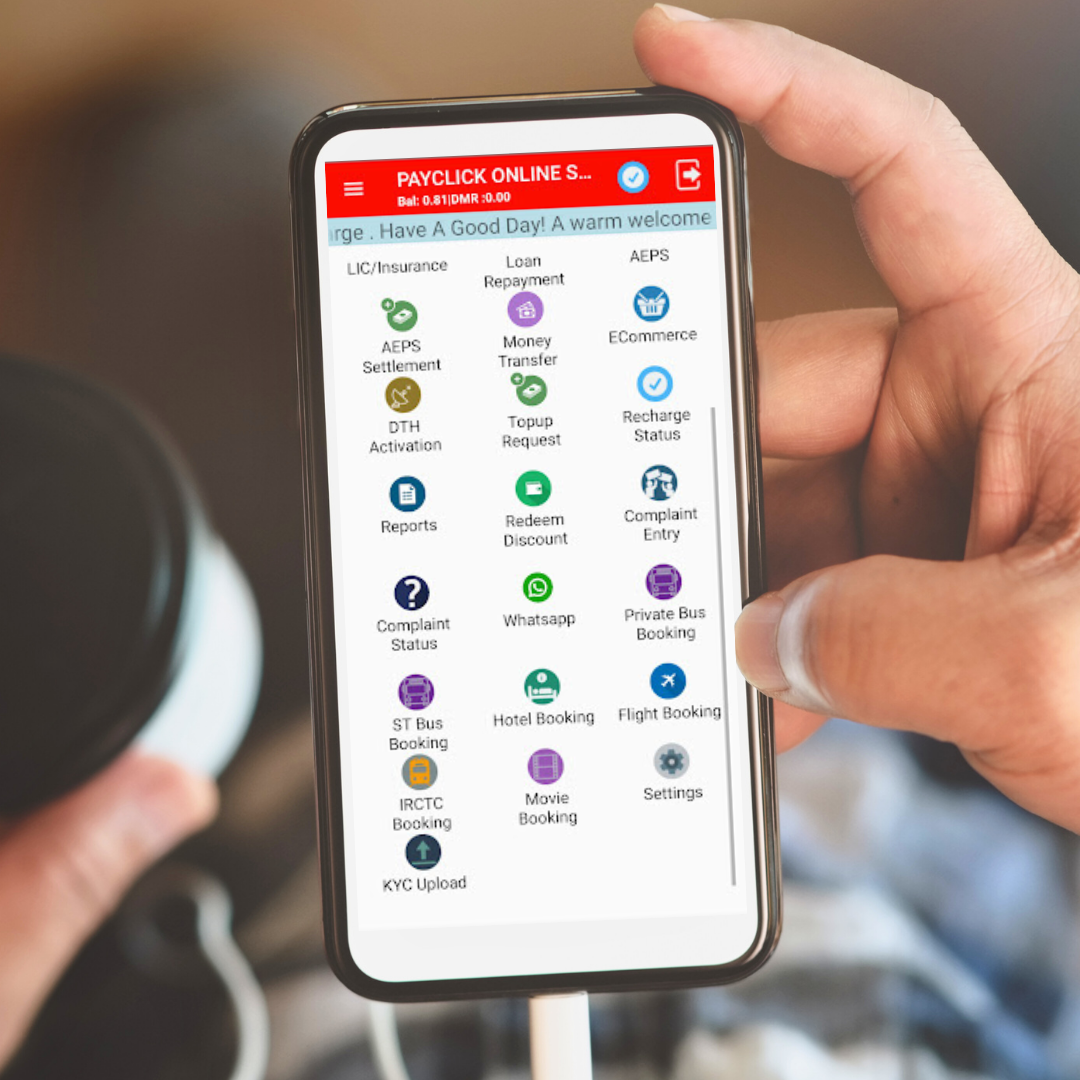 PAYCLICK ONLINE S...
Bal: 0.81|DMR :0.00
rge . Have A Good Day! A warm welcome
LIC/Insurance
Loan
Repayment
AEPS
AEPS
Settlement
Money
Transfer
ECommerce
DTH
Activation
Topup
Request
Recharge
Status
Reports
Redeem
Discount
Complaint
Entry
Complaint
Status
Whatsapp
Private Bus
Booking
ST Bus
Booking
Hotel Booking
Flight Booking
IRCTC
Booking
Movie
Booking
Settings
KYC Upload